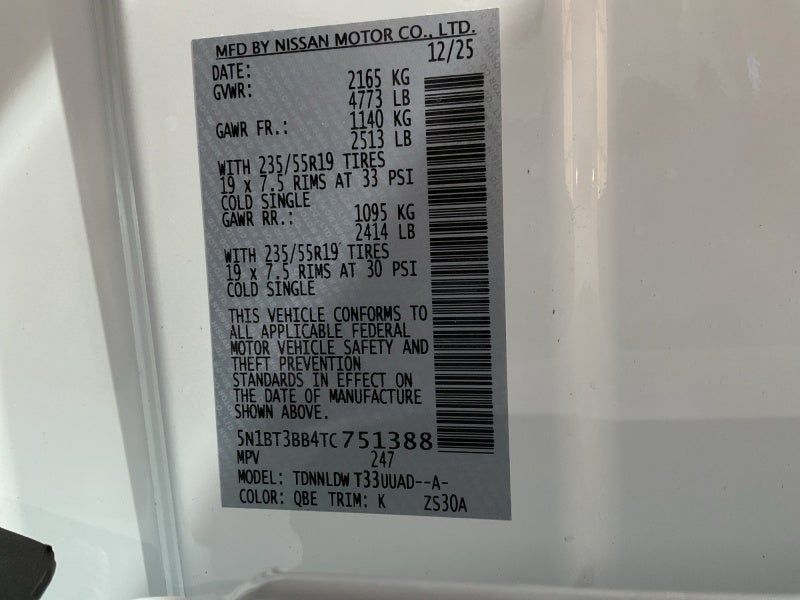 MFD BY NISSAN MOTOR CO., LTD.
DATE: 12/25
GVWR: 2165 KG
4773 LB
GAWR FR.: 1140 KG
2513 LB
WITH 235/55R19 TIRES
19 x 7.5 RIMS AT 33 PSI
COLD SINGLE
GAWR RR.: 1095 KG
2414 LB
WITH 235/55R19 TIRES
19 x 7.5 RIMS AT 30 PSI
COLD SINGLE
THIS VEHICLE CONFORMS TO
ALL APPLICABLE FEDERAL
MOTOR VEHICLE SAFETY AND
THEFT PREVENTION
STANDARDS IN EFFECT ON
THE DATE OF MANUFACTURE
SHOWN ABOVE.
5N1BT3BB4TC751388
MPV 247
MODEL: TDNNLDW T33UUAD--A-
COLOR: QBE TRIM: K ZS30A